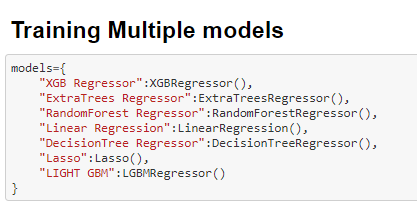 Training Multiple models
models={
"XGB Regressor":XGBRegressor(),
"ExtraTrees Regressor":ExtraTreesRegressor(),
"RandomForest Regressor":RandomForestRegressor(),
"Linear Regression":LinearRegression(),
"DecisionTree Regressor":DecisionTreeRegressor(),
"Lasso":Lasso(),
"LIGHT GBM":LGBMRegressor()
}